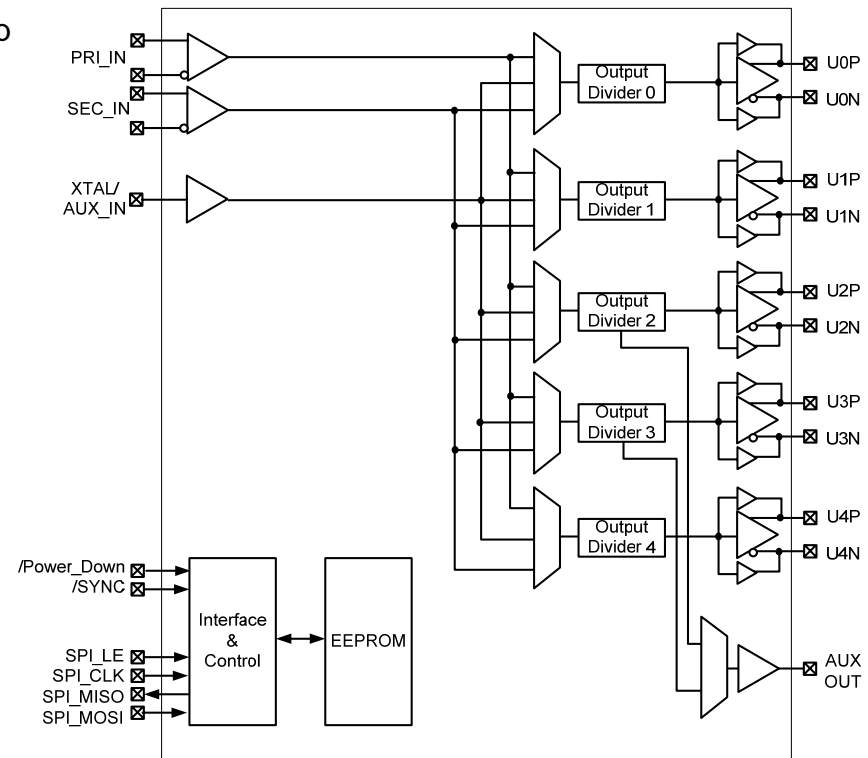 o
PRI_IN
SEC_IN
XTAL/
AUX_IN
Output
Divider 0
U0P
U0N
Output
Divider 1
U1P
U1N
Output
Divider 2
U2P
U2N
Output
Divider 3
U3P
U3N
Output
Divider 4
U4P
U4N
/Power_Down
/SYNC
SPI_LE
SPI_CLK
SPI_MISO
SPI_MOSI
Interface
&
Control
EEPROM
AUX
OUT